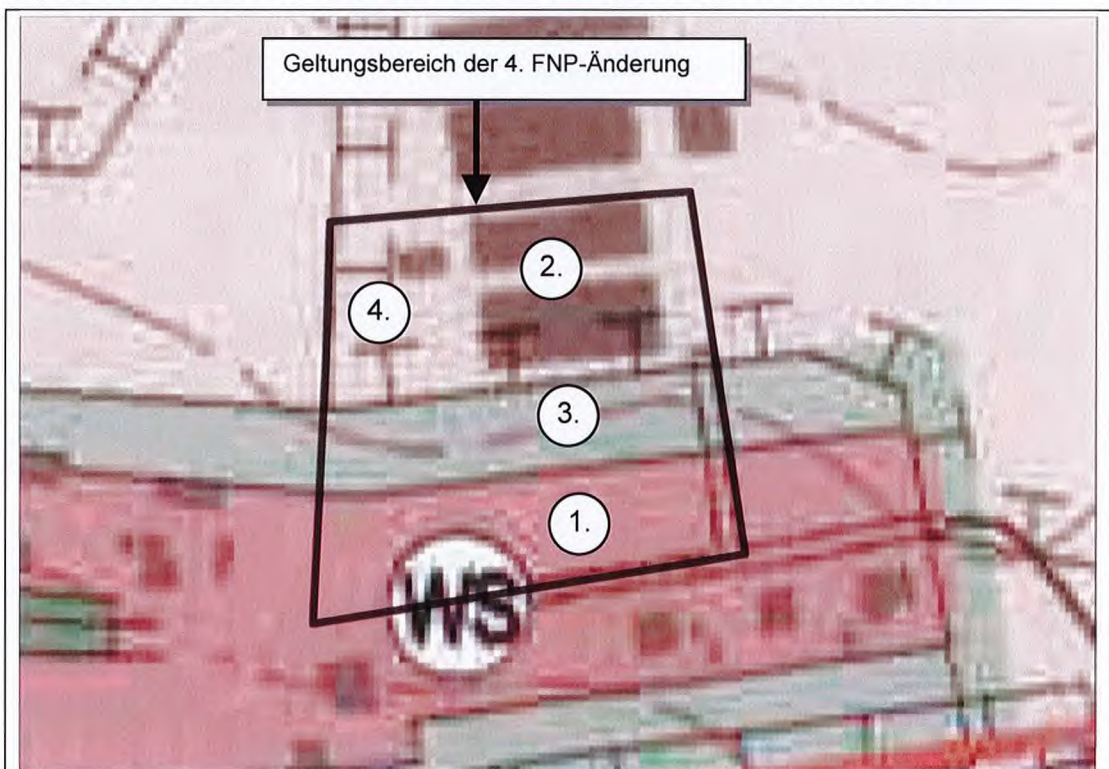 Geltungsbereich der 4. FNP-Änderung
2.
4.
3.
1.
WS